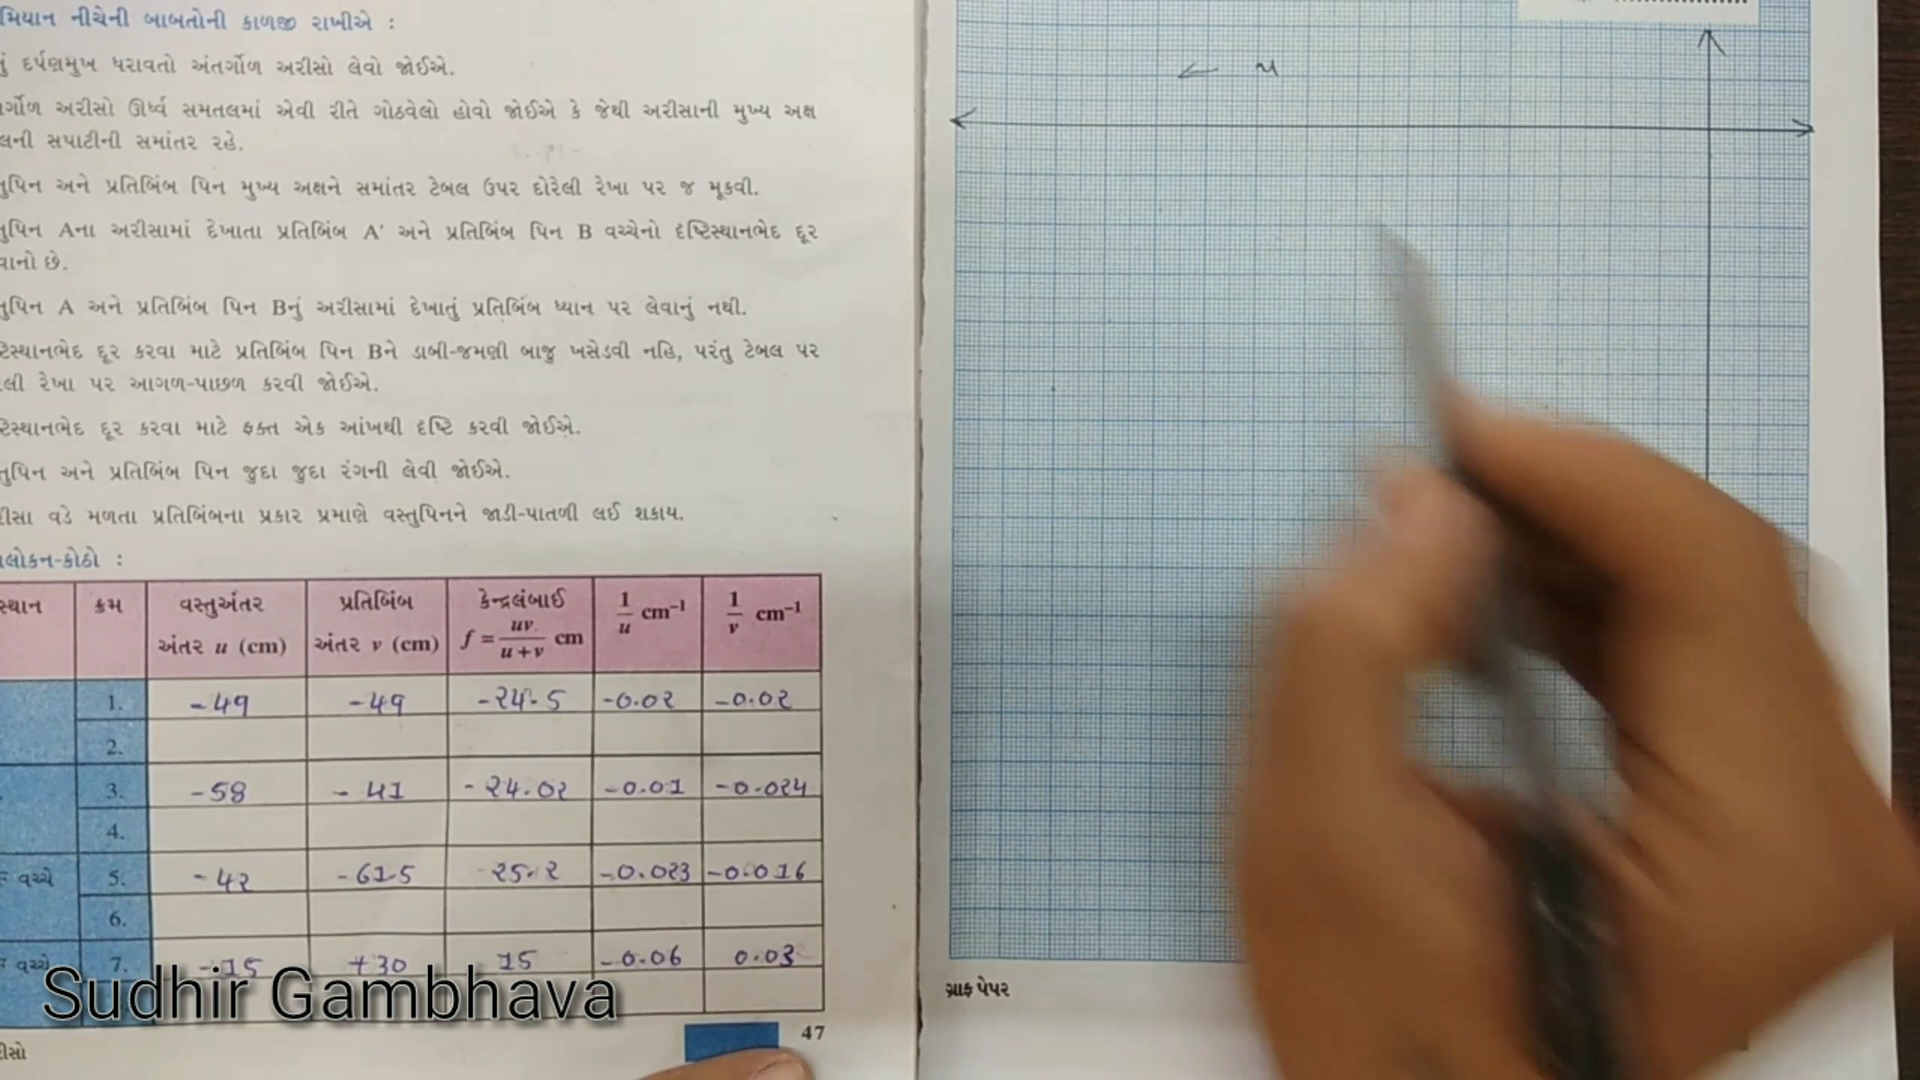 મિયાન નીચેની બાબતોની કાળજી રાખીએ :
દર્પણમુખ ધરાવતો અંતર્ગોળ અરીસો લેવો જોઈએ.
ર્ગોળ અરીસો ઊર્ધ્વ સમતલમાં એવી રીતે ગોઠવેલો હોવો જોઈએ કે જેથી અરીસાની મુખ્ય અક્ષ
લની સપાટીની સમાંતર રહે.
તુપિન અને પ્રતિબિંબ પિન મુખ્ય અક્ષને સમાંતર ટેબલ ઉપર દોરેલી રેખા પર જ મૂકવી.
તુપિન Aના અરીસામાં દેખાતા પ્રતિબિંબ A' અને પ્રતિબિંબ પિન B વચ્ચેનો દૃષ્ટિસ્થાનભેદ દૂર
વાનો છે.
તુપિન A અને પ્રતિબિંબ પિન Bનું અરીસામાં દેખાતું પ્રતિબિંબ ધ્યાન પર લેવાનું નથી.
ટિસ્થાનભેદ દૂર કરવા માટે પ્રતિબિંબ પિન Bને ડાબી-જમણી બાજુ ખસેડવી નહિ, પરંતુ ટેબલ પર
લી રેખા પર આગળ-પાછળ કરવી જોઈએ.
ટિસ્થાનભેદ દૂર કરવા માટે ફક્ત એક આંખથી દૃષ્ટિ કરવી જોઈએ.
તુપિન અને પ્રતિબિંબ પિન જુદા જુદા રંગની લેવી જોઈએ.
ીસા વડે મળતા પ્રતિબિંબના પ્રકાર પ્રમાણે વસ્તુપિનને જાડી-પાતળી લઈ શકાય.
લોકન-કોઠો :
સ્થાન ક્રમ વસ્તુઅંતર અંતર u (cm) પ્રતિબિંબ અંતર v (cm) કેન્દ્રલંબાઈ f = uv/u+v cm 1/u cm⁻¹ 1/v cm⁻¹
1. -49 -49 -24.5 -0.02 -0.02
2.
3. -58 -41 -24.02 -0.01 -0.024
4.
વચ્ચે 5. -42 -61.5 25.2 -0.023 -0.016
6.
વચ્ચે 7. -15 +30 15 -0.06 0.03
Sudhir Gambhava
47
ીસો
← u
ગ્રાફ પેપર